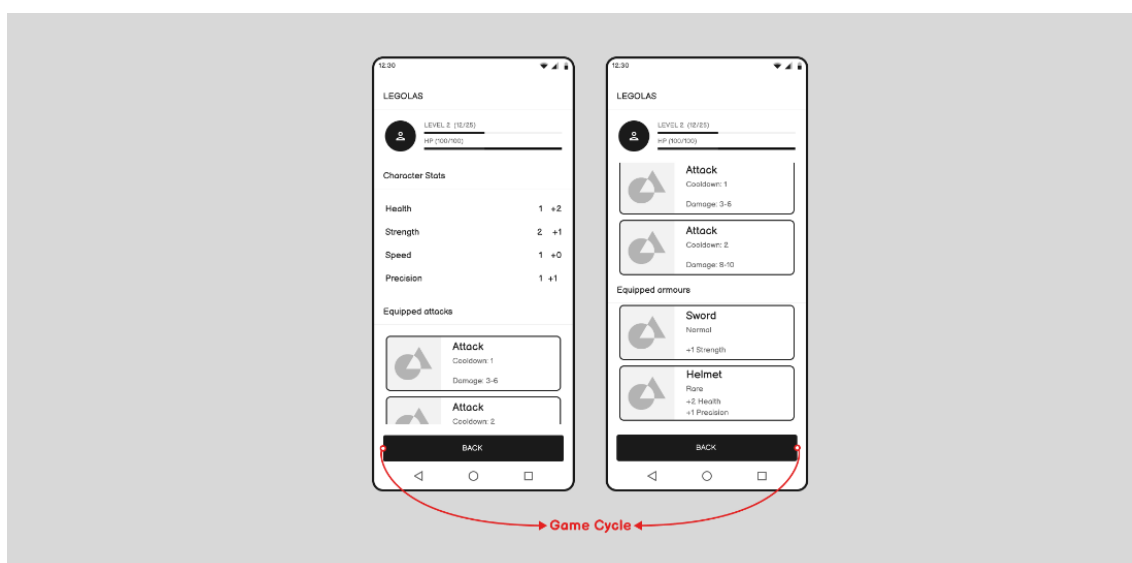 12:30
LEGOLAS
LEVEL 2 (12/25)
HP (100/100)
Character Stats
Health 1 +2
Strength 2 +1
Speed 1 +0
Precision 1 +1
Equipped attacks
Attack
Cooldown: 1
Damage: 3-6
Attack
Cooldown: 2
BACK
12:30
LEGOLAS
LEVEL 2 (12/25)
HP (100/100)
Attack
Cooldown: 1
Damage: 3-6
Attack
Cooldown: 2
Damage: 8-10
Equipped armours
Sword
Normal
+1 Strength
Helmet
Rare
+2 Health
+1 Precision
BACK
Game Cycle